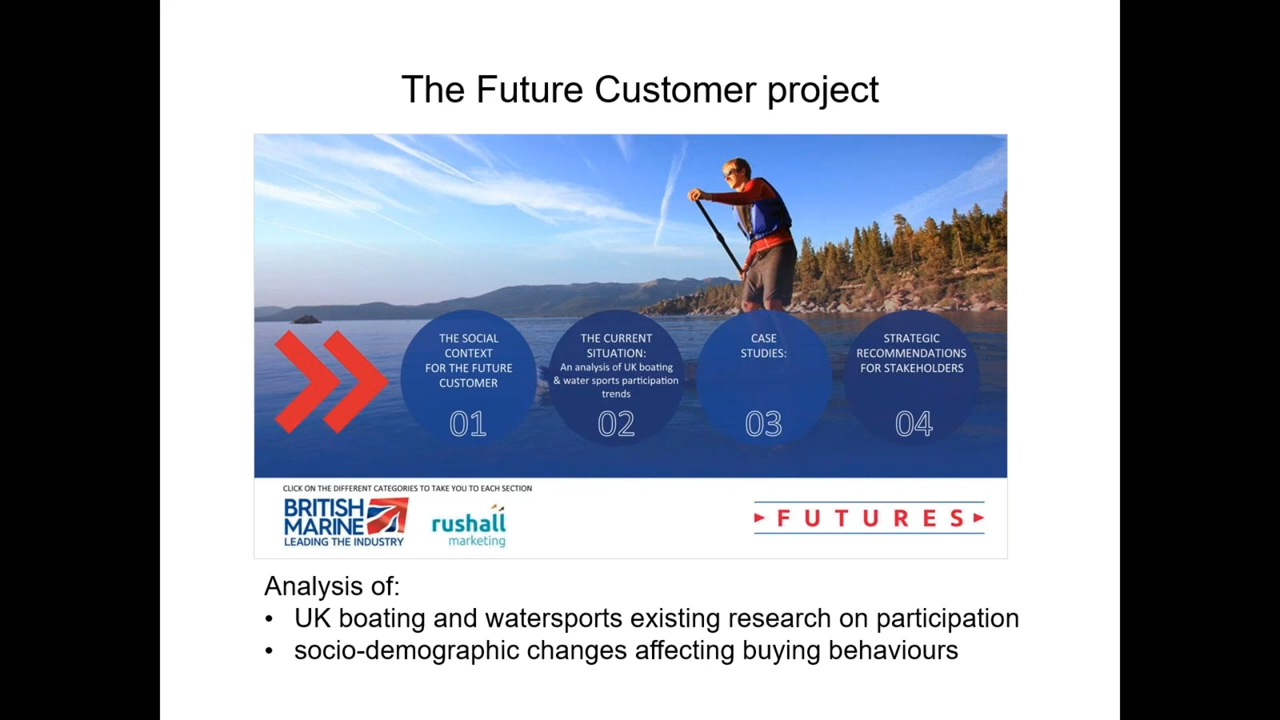 The Future Customer project
THE SOCIAL
CONTEXT
FOR THE FUTURE
CUSTOMER
01
THE CURRENT
SITUATION:
An analysis of UK boating
& water sports participation
trends
02
CASE
STUDIES:
03
STRATEGIC
RECOMMENDATIONS
FOR STAKEHOLDERS
04
CLICK ON THE DIFFERENT CATEGORIES TO TAKE YOU TO EACH SECTION
BRITISH
MARINE
LEADING THE INDUSTRY
rushall
marketing
FUTURES
Analysis of:
• UK boating and watersports existing research on participation
• socio-demographic changes affecting buying behaviours